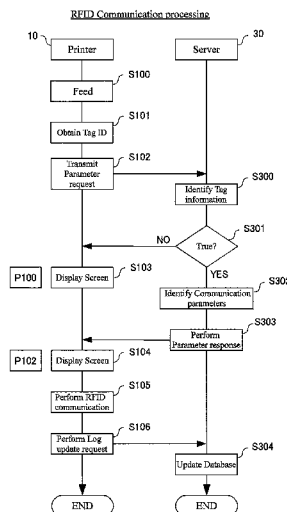 RFID Communication processing
10
30
Printer
Server
Feed
S100
Obtain Tag ID
S101
Transmit
Parameter
request
S102
Identify Tag
information
S300
True?
S301
NO
YES
P100
Display Screen
S103
Identify Communication
parameters
S302
Perform
Parameter response
S303
P102
Display Screen
S104
Perform RFID
communication
S105
Perform Log
update request
S106
Update Database
S304
END
END